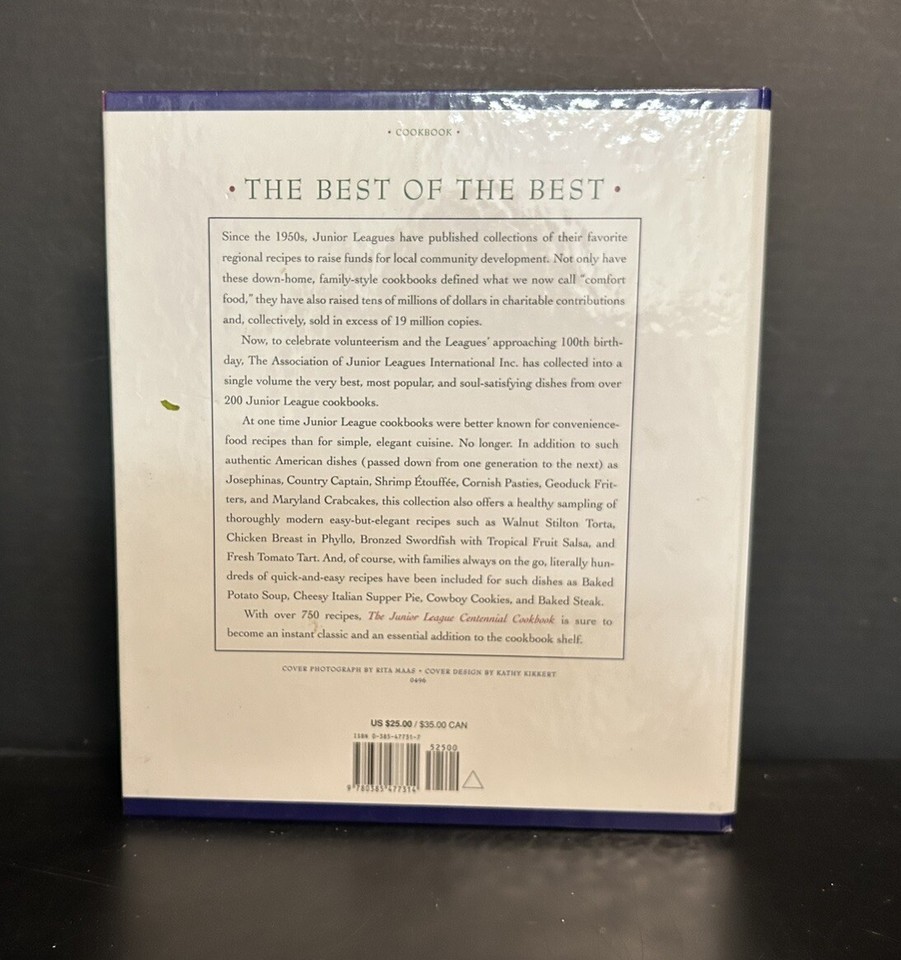 • COOKBOOK •
• THE BEST OF THE BEST •
Since the 1950s, Junior Leagues have published collections of their favorite
regional recipes to raise funds for local community development. Not only have
these down-home, family-style cookbooks defined what we now call "comfort
food," they have also raised tens of millions of dollars in charitable contributions
and, collectively, sold in excess of 19 million copies.
Now, to celebrate volunteerism and the Leagues' approaching 100th birth-
day, The Association of Junior Leagues International Inc. has collected into a
single volume the very best, most popular, and soul-satisfying dishes from over
200 Junior League cookbooks.
At one time Junior League cookbooks were better known for convenience-
food recipes than for simple, elegant cuisine. No longer. In addition to such
authentic American dishes (passed down from one generation to the next) as
Josephinas, Country Captain, Shrimp Étouffée, Cornish Pasties, Geoduck Frit-
ters, and Maryland Crabcakes, this collection also offers a healthy sampling of
thoroughly modern easy-but-elegant recipes such as Walnut Stilton Torta,
Chicken Breast in Phyllo, Bronzed Swordfish with Tropical Fruit Salsa, and
Fresh Tomato Tart. And, of course, with families always on the go, literally hun-
dreds of quick-and-easy recipes have been included for such dishes as Baked
Potato Soup, Cheesy Italian Supper Pie, Cowboy Cookies, and Baked Steak.
With over 750 recipes, The Junior League Centennial Cookbook is sure to
become an instant classic and an essential addition to the cookbook shelf.
COVER PHOTOGRAPH BY RITA MAAS • COVER DESIGN BY KATHY KIKKERT
0496
US $25.00 / $35.00 CAN
ISBN 0-385-47731-7
52500
9 780385 477314